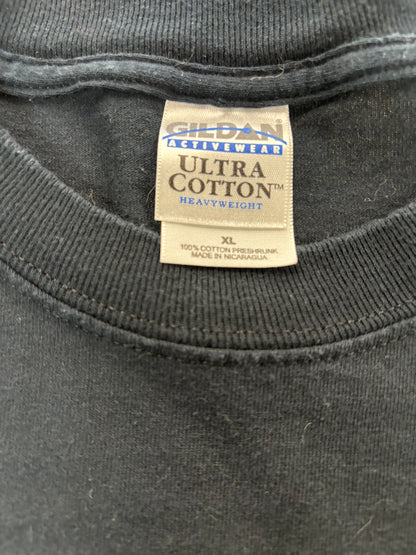 GILDAN
ACTIVEWEAR
ULTRA
COTTON™
HEAVYWEIGHT
XL
100% COTTON PRESHRUNK
MADE IN NICARAGUA